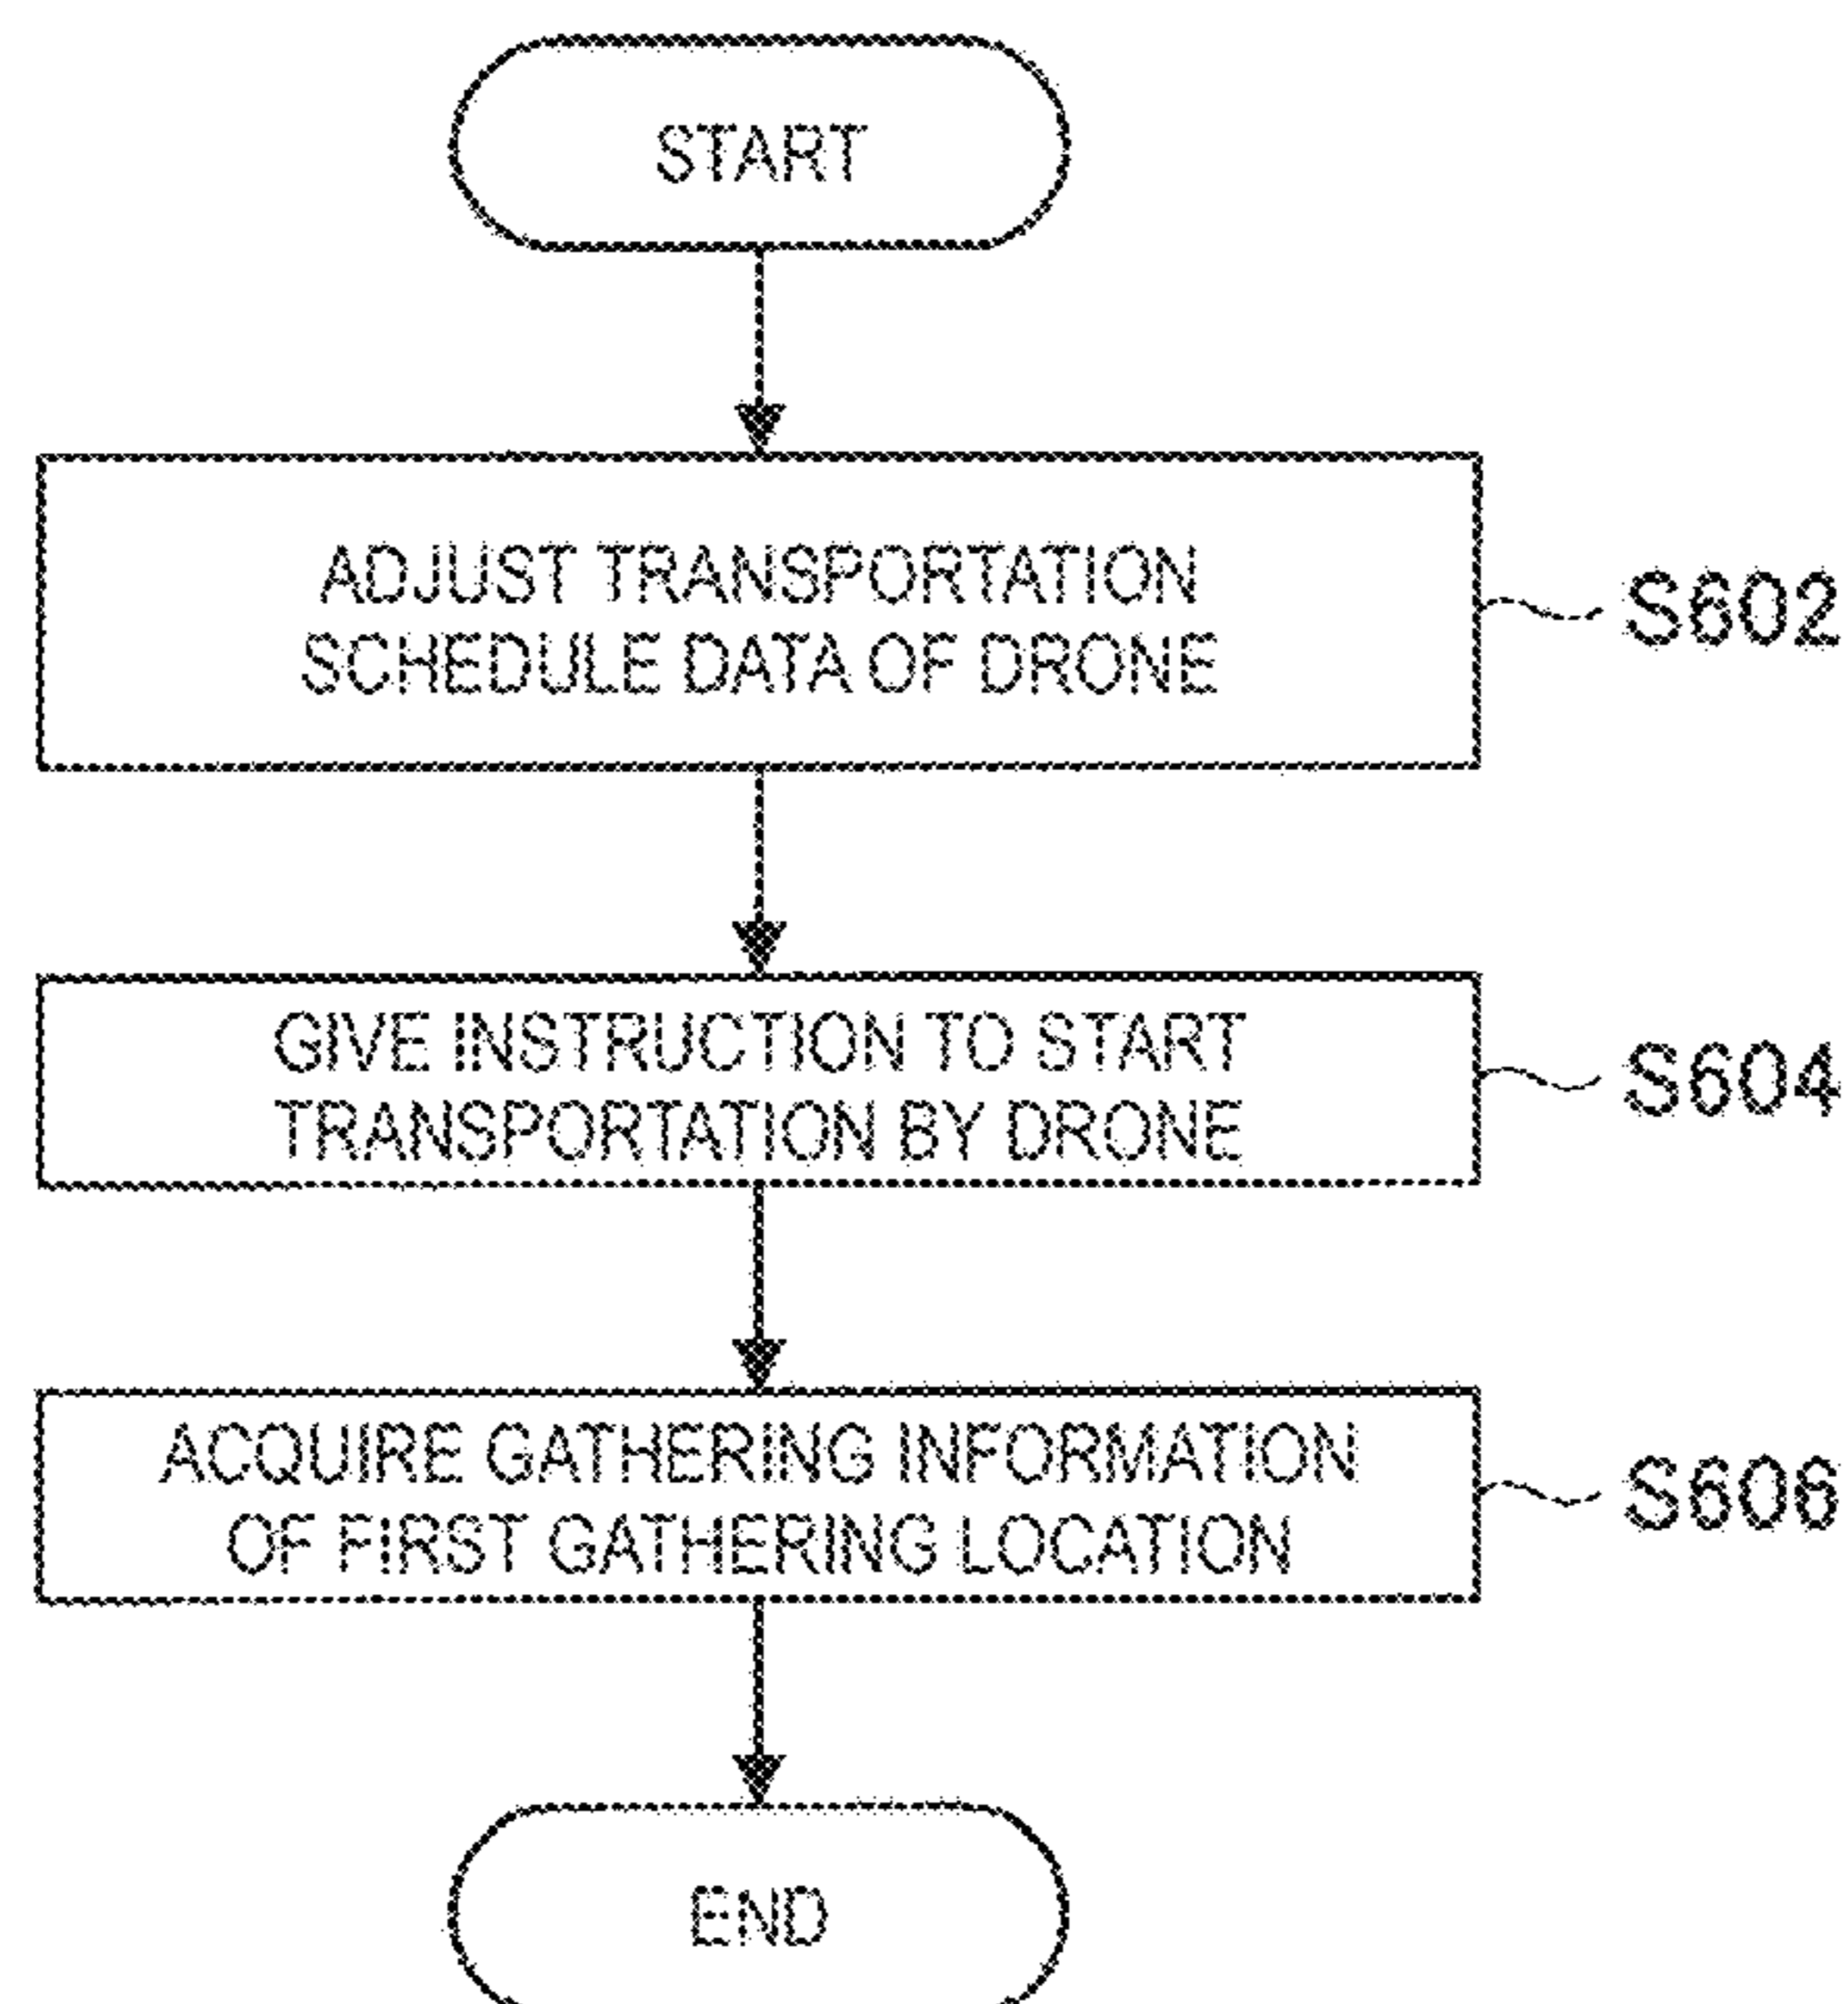 START
ADJUST TRANSPORTATION
SCHEDULE DATA OF DRONE
S602
GIVE INSTRUCTION TO START
TRANSPORTATION BY DRONE
S604
ACQUIRE GATHERING INFORMATION
OF FIRST GATHERING LOCATION
S606
END